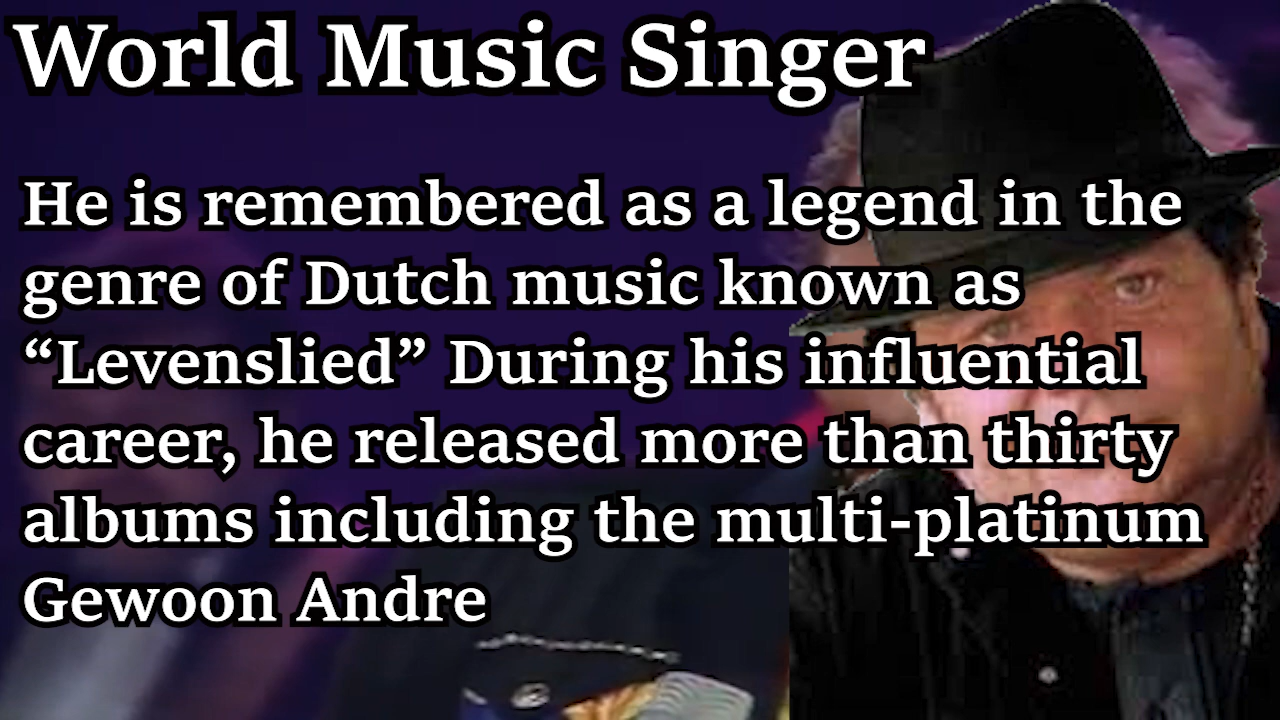 World Music Singer
He is remembered as a legend in the
genre of Dutch music known as
“Levenslied” During his influential
career, he released more than thirty
albums including the multi-platinum
Gewoon Andre